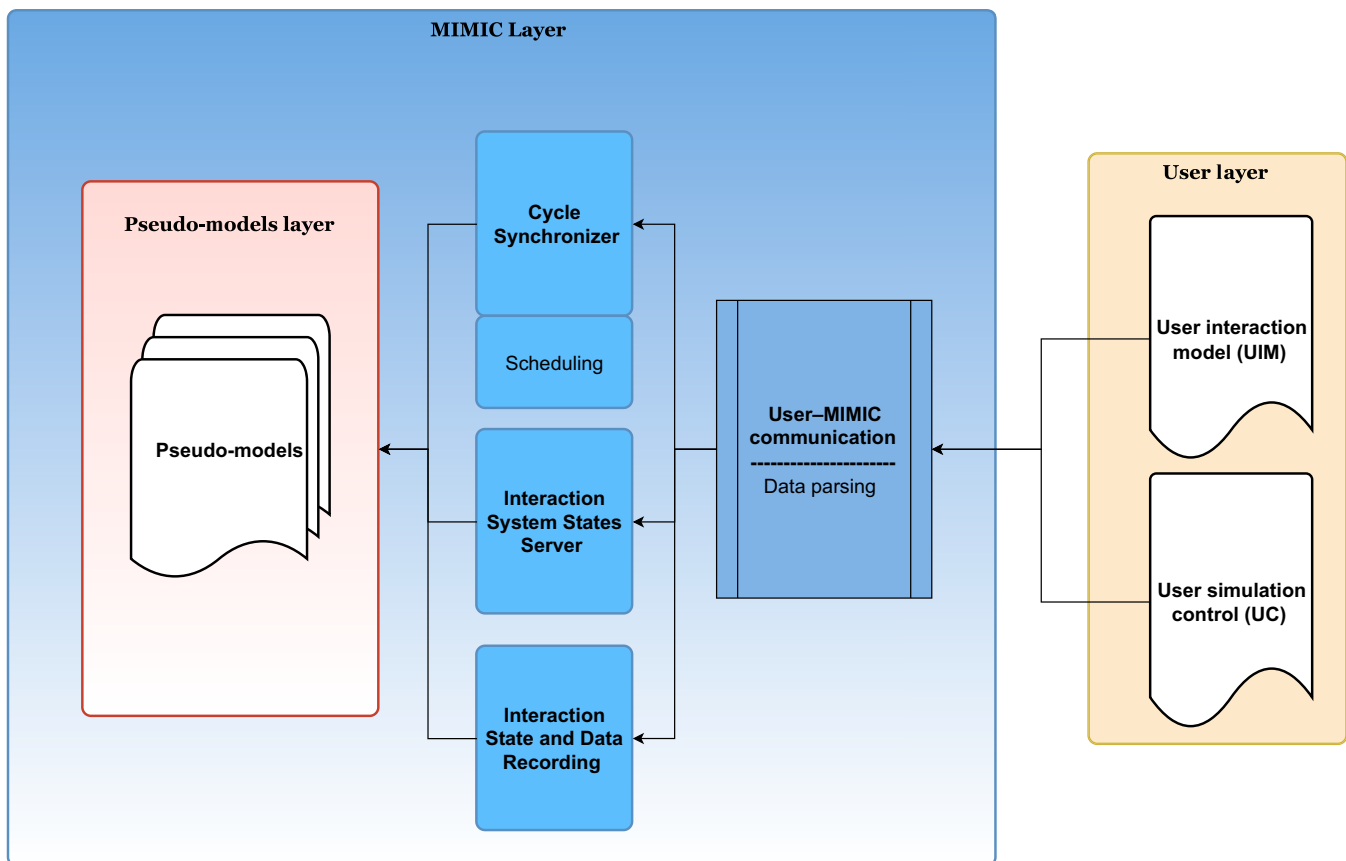 MIMIC Layer
Pseudo-models layer
Pseudo-models
Cycle
Synchronizer
Scheduling
Interaction
System States
Server
Interaction
State and Data
Recording
User–MIMIC
communication
----------------------
Data parsing
User layer
User interaction
model (UIM)
User simulation
control (UC)